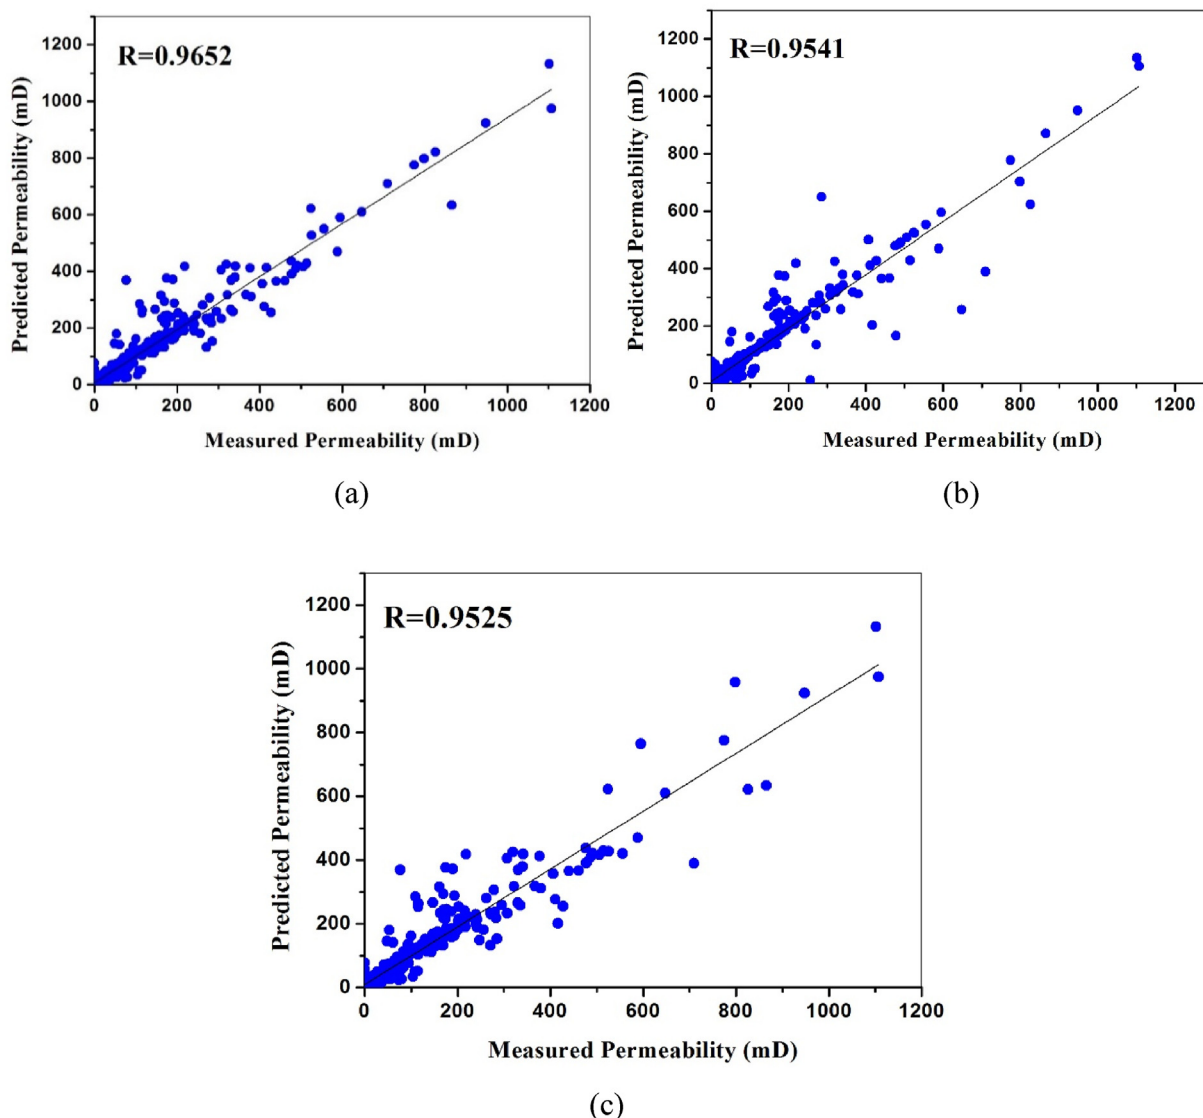 R=0.9652
Predicted Permeability (mD)
1200
1000
800
600
400
200
0
0 200 400 600 800 1000 1200
Measured Permeability (mD)
(a)
R=0.9541
Predicted Permeability (mD)
1200
1000
800
600
400
200
0
0 200 400 600 800 1000 1200
Measured Permeability (mD)
(b)
R=0.9525
Predicted Permeability (mD)
1200
1000
800
600
400
200
0
0 200 400 600 800 1000 1200
Measured Permeability (mD)
(c)